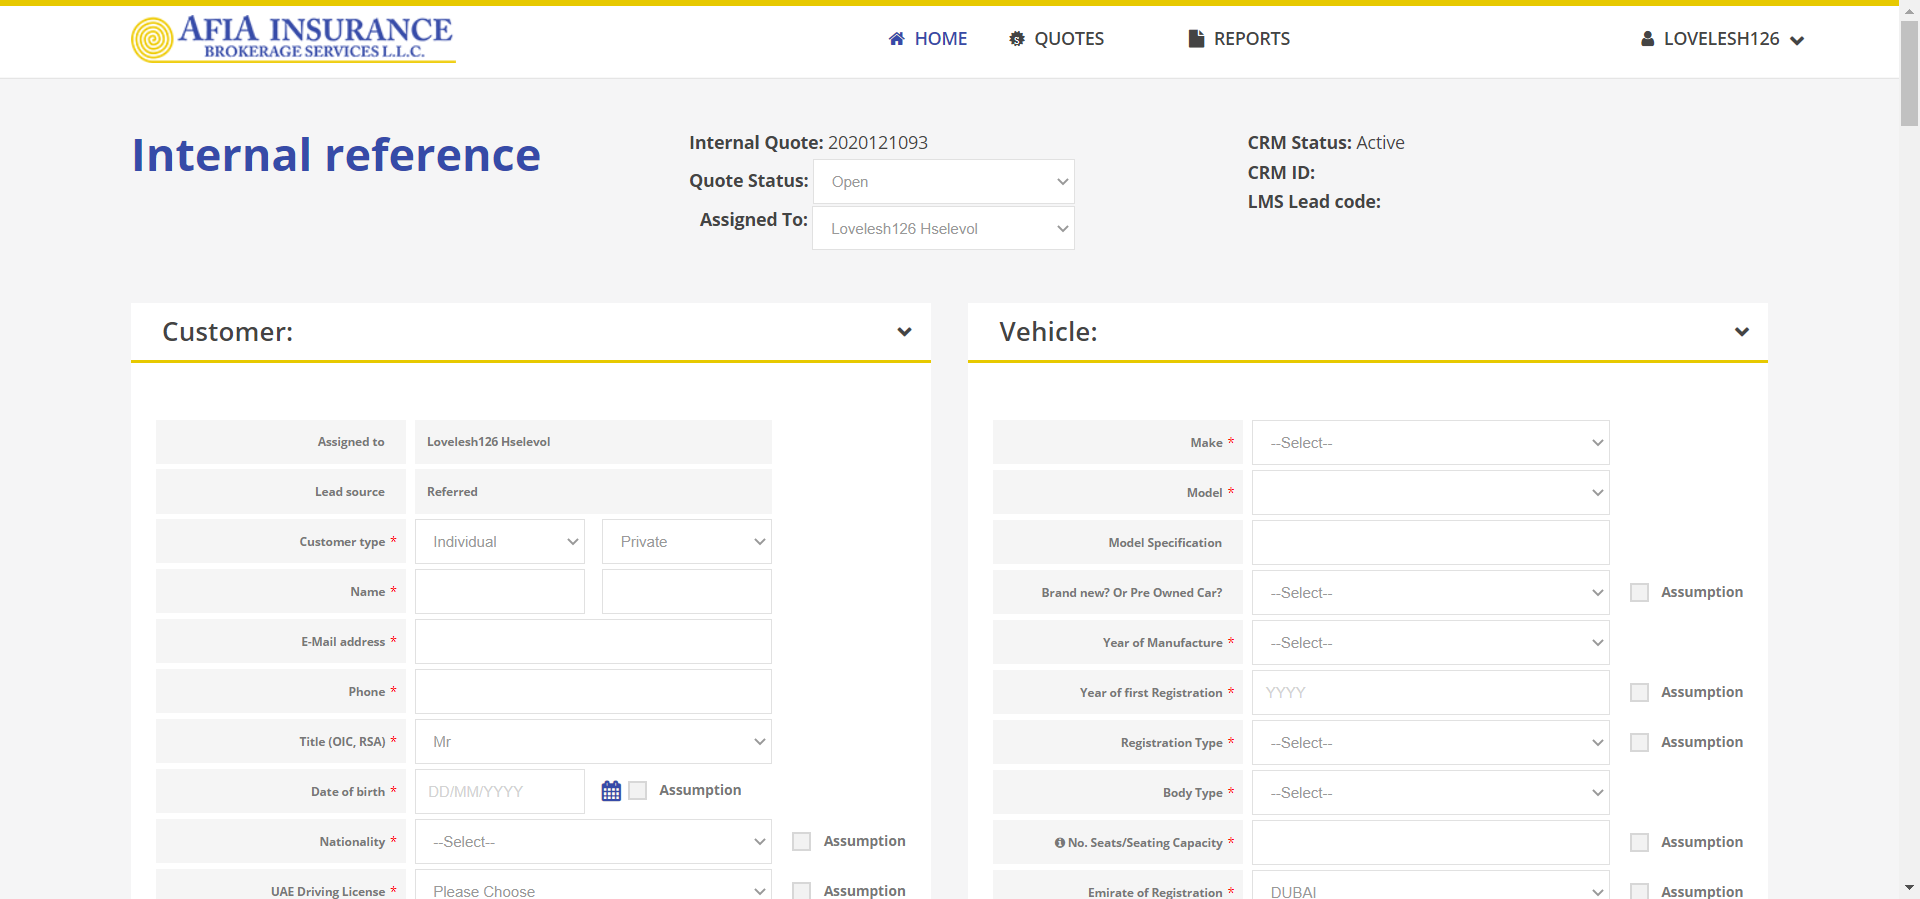 AFIA INSURANCE
BROKERAGE SERVICES L.L.C.
HOME
QUOTES
REPORTS
LOVELESH126
Internal reference
Internal Quote: 2020121093
Quote Status: Open
Assigned To: Lovelesh126 Hselevol
CRM Status: Active
CRM ID:
LMS Lead code:
Customer:
Assigned to Lovelesh126 Hselevol
Lead source Referred
Customer type * Individual Private
Name *
E-Mail address *
Phone *
Title (OIC, RSA) * Mr
Date of birth * DD/MM/YYYY Assumption
Nationality * --Select-- Assumption
UAE Driving License * Please Choose Assumption
Vehicle:
Make * --Select--
Model *
Model Specification
Brand new? Or Pre Owned Car? --Select-- Assumption
Year of Manufacture * --Select--
Year of first Registration * YYYY Assumption
Registration Type * --Select-- Assumption
Body Type * --Select--
No. Seats/Seating Capacity * Assumption
Emirate of Registration * DUBAI Assumption